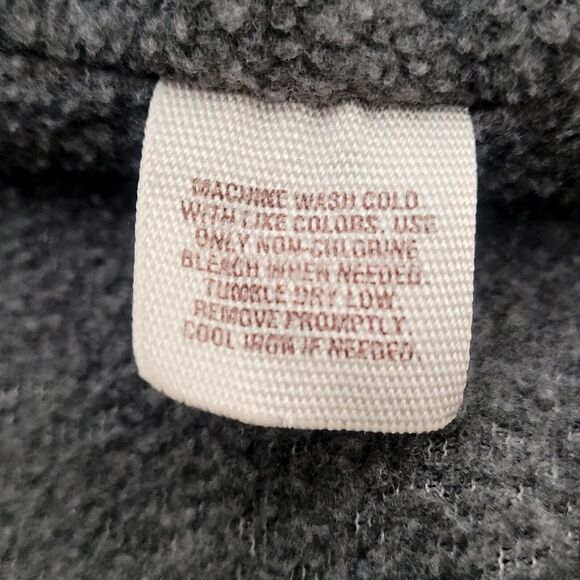 MACHINE WASH COLD
WITH LIKE COLORS. USE
ONLY NON-CHLORINE
BLEACH WHEN NEEDED.
TUMBLE DRY LOW
REMOVE PROMPTLY.
COOL IRON IF NEEDED.